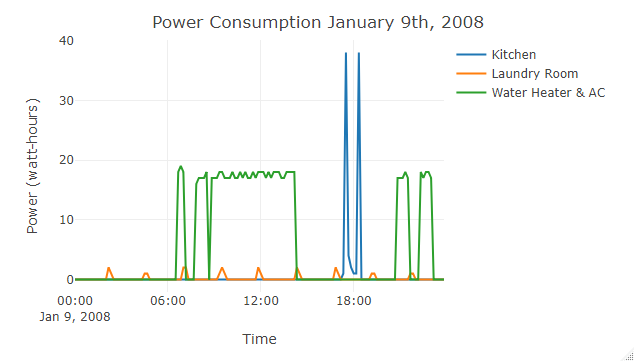 Power Consumption January 9th, 2008
Kitchen
Laundry Room
Water Heater & AC
Power (watt-hours)
40
30
20
10
0
00:00 06:00 12:00 18:00
Jan 9, 2008
Time